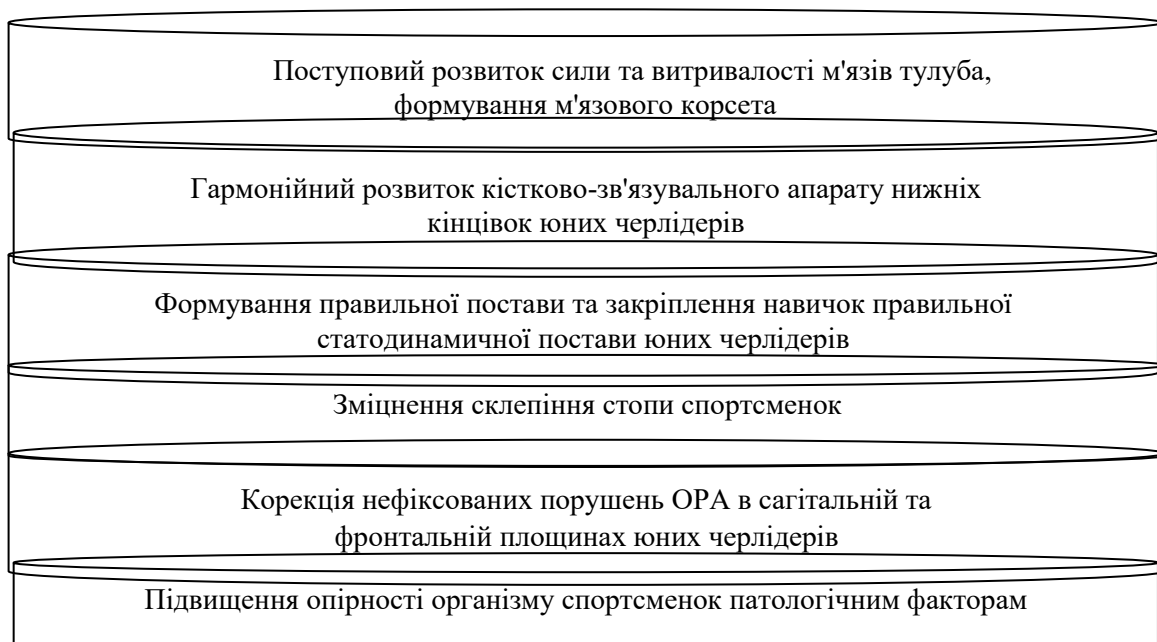 Поступовий розвиток сили та витривалості м'язів тулуба,
формування м'язового корсета
Гармонійний розвиток кістково-зв'язувального апарату нижніх
кінцівок юних черлідерів
Формування правильної постави та закріплення навичок правильної
статодинамичної постави юних черлідерів
Зміцнення склепіння стопи спортсменок
Корекція нефіксованих порушень ОРА в сагітальній та
фронтальній площинах юних черлідерів
Підвищення опірності організму спортсменок патологічним факторам